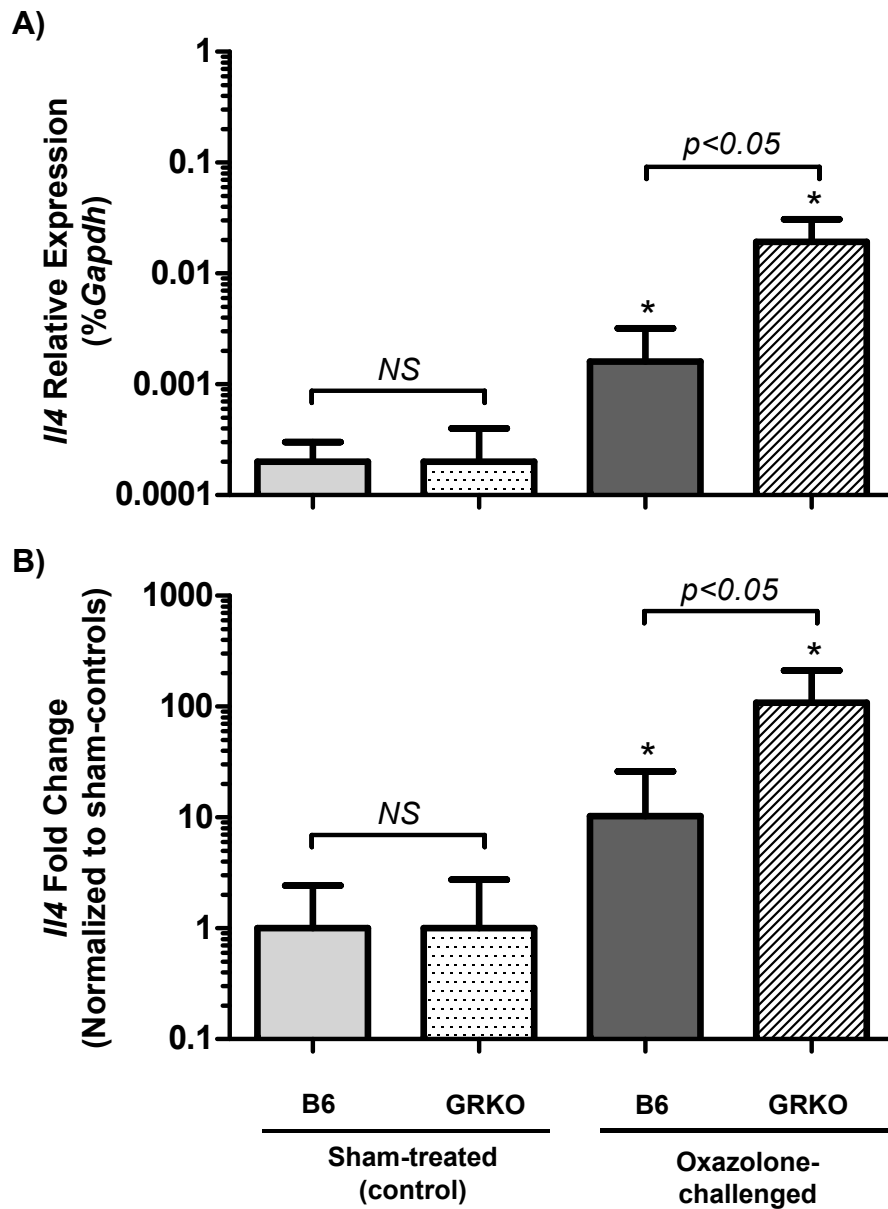 A)
Il4 Relative Expression
(%Gapdh)
1
0.1
0.01
0.001
0.0001
NS
p<0.05
*
*
B)
Il4 Fold Change
(Normalized to sham-controls)
1000
100
10
1
0.1
NS
p<0.05
*
*
B6 GRKO B6 GRKO
Sham-treated
(control)
Oxazolone-
challenged